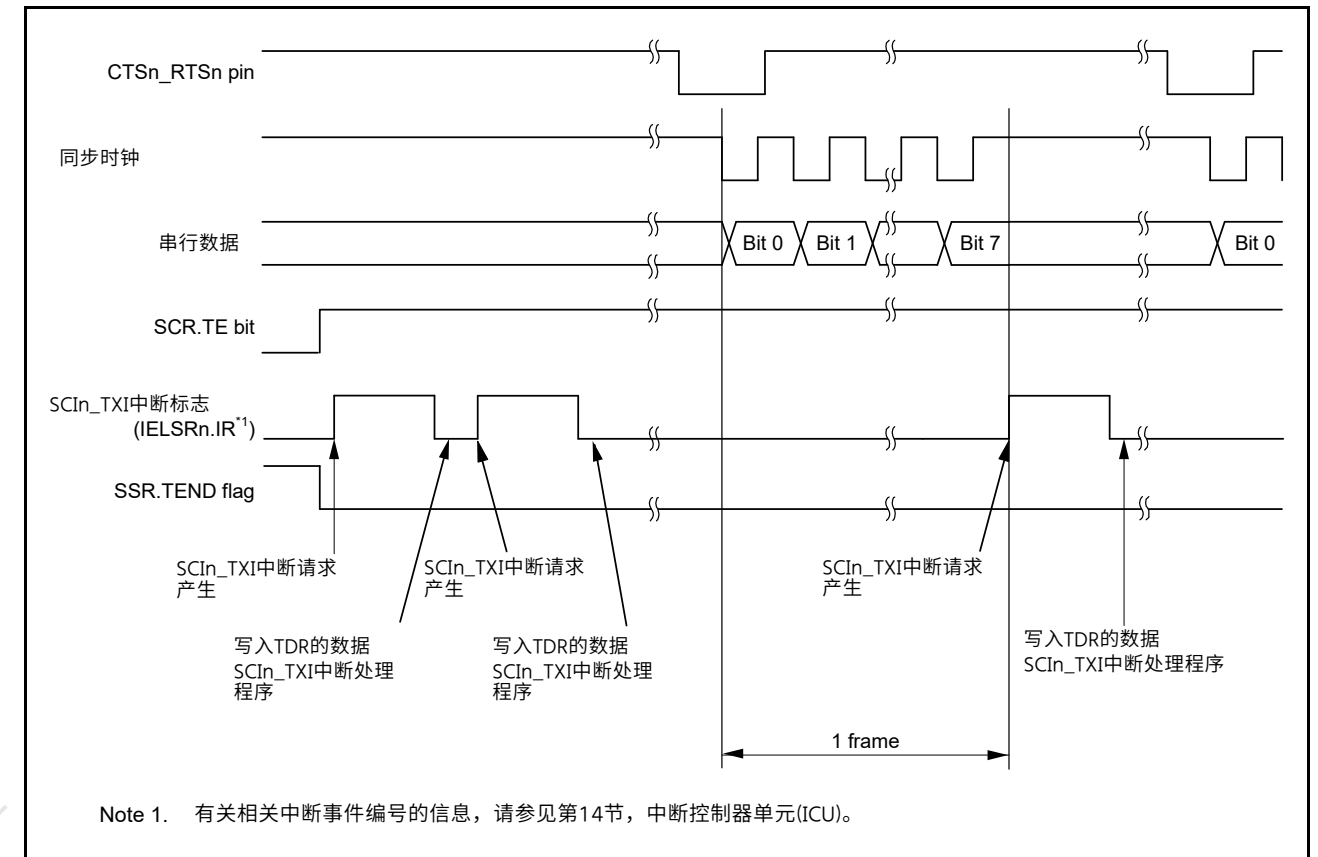 CTSn_RTSn pin
同步时钟
串行数据
Bit 0
Bit 1
Bit 7
Bit 0
SCR.TE bit
SCIn_TXI中断标志
(IELSRn.IR*1)
SSR.TEND flag
SCIn_TXI中断请求
产生
SCIn_TXI中断请求
产生
SCIn_TXI中断请求
产生
写入TDR的数据
SCIn_TXI中断处理
程序
写入TDR的数据
SCIn_TXI中断处理
程序
写入TDR的数据
SCIn_TXI中断处理程序
1 frame
Note 1. 有关相关中断事件编号的信息，请参见第14节，中断控制器单元(ICU)。